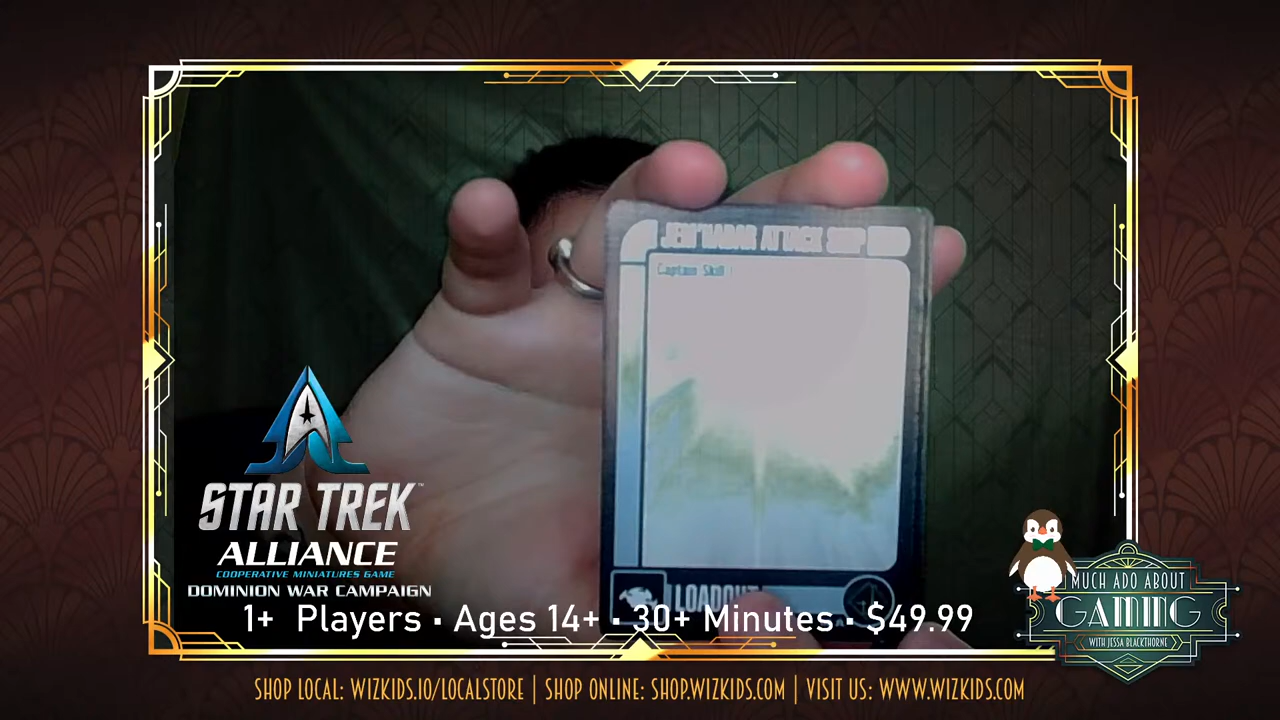 JEM'HADAR ATTACK SHIP
Captain Skill
LOADOUT
STAR TREK™
ALLIANCE
COOPERATIVE MINIATURES GAME
DOMINION WAR CAMPAIGN
1+ Players • Ages 14+ • 30+ Minutes • $49.99
MUCH ADO ABOUT
GAMING
WITH JESSA BLACKTHORNE
SHOP LOCAL: WIZKIDS.IO/LOCALSTORE | SHOP ONLINE: SHOP.WIZKIDS.COM | VISIT US: WWW.WIZKIDS.COM